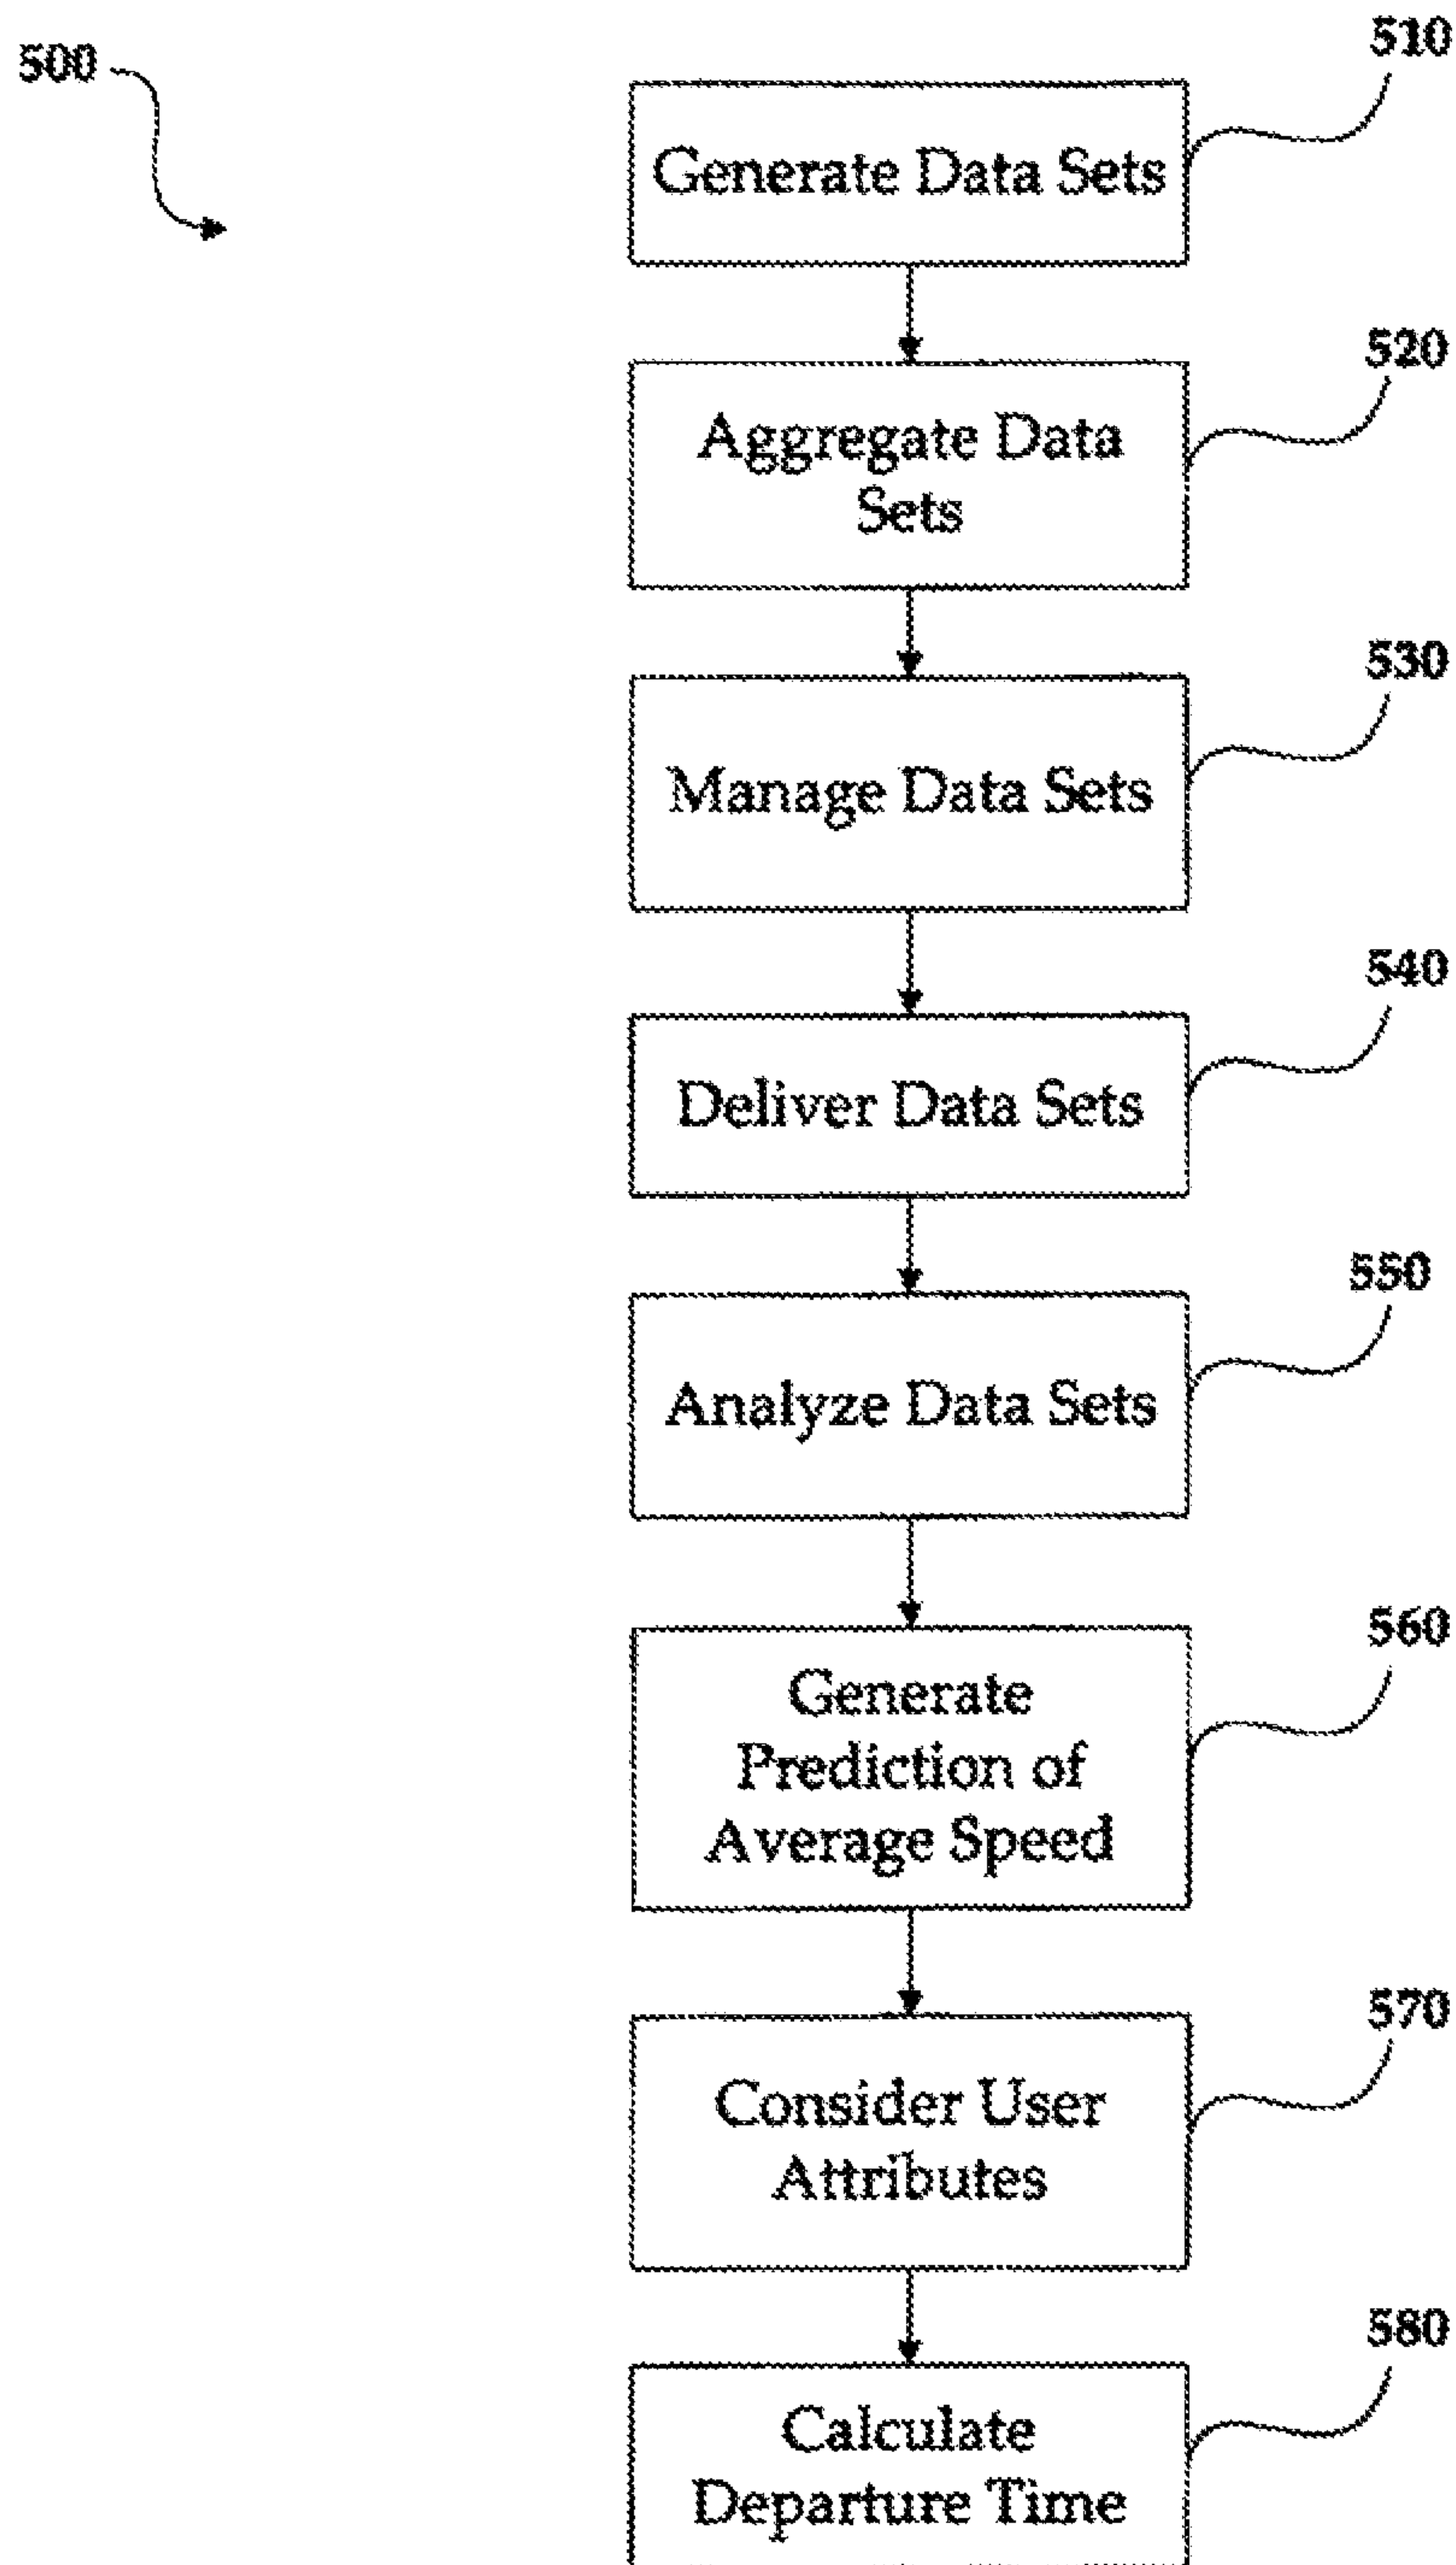 500
510
Generate Data Sets
520
Aggregate Data
Sets
530
Manage Data Sets
540
Deliver Data Sets
550
Analyze Data Sets
560
Generate
Prediction of
Average Speed
570
Consider User
Attributes
580
Calculate
Departure Time